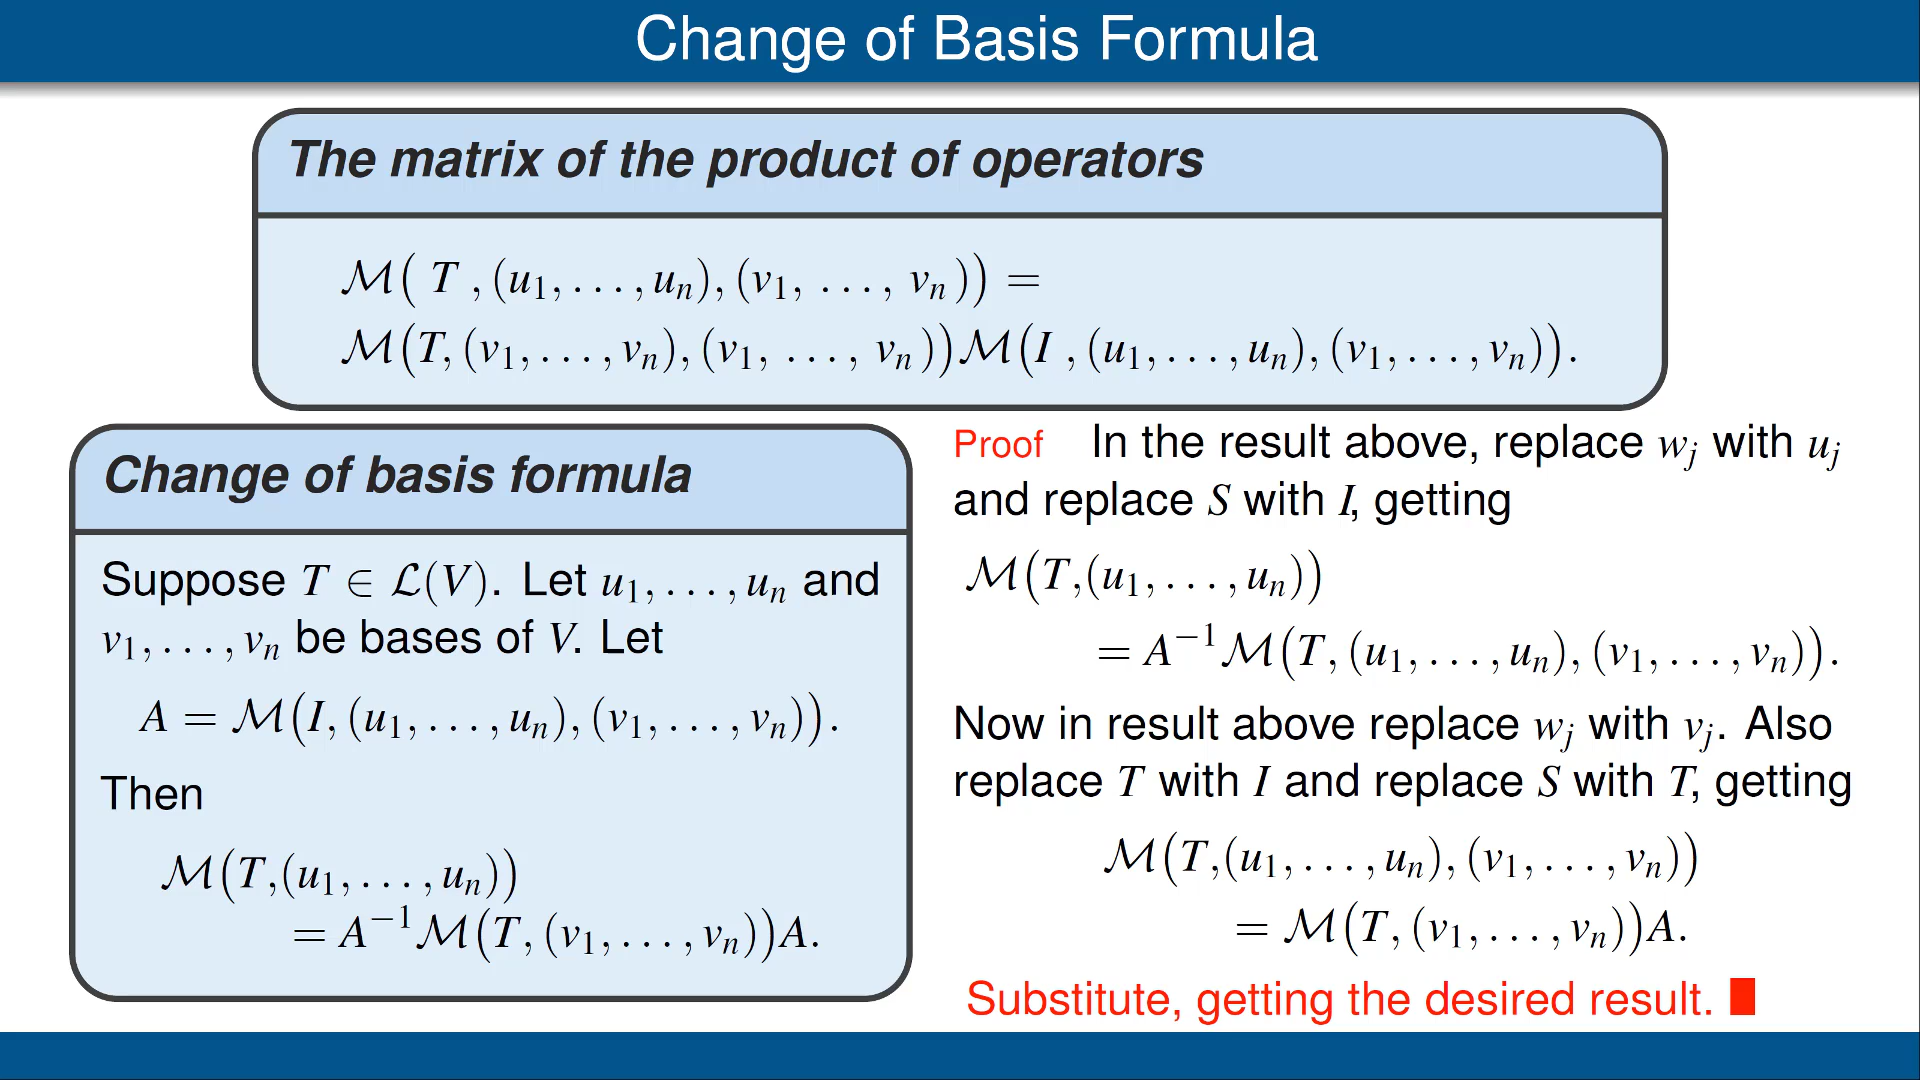 Change of Basis Formula
The matrix of the product of operators
ℳ( T , (u₁, . . . , uₙ), (v₁, . . . , vₙ)) =
ℳ(T, (v₁, . . . , vₙ), (v₁, . . . , vₙ))ℳ(I , (u₁, . . . , uₙ), (v₁, . . . , vₙ)).
Change of basis formula
Suppose T ∈ ℒ(V). Let u₁, . . . , uₙ and
v₁, . . . , vₙ be bases of V. Let
A = ℳ(I, (u₁, . . . , uₙ), (v₁, . . . , vₙ)).
Then
ℳ(T,(u₁, . . . , uₙ))
= A⁻¹ℳ(T, (v₁, . . . , vₙ))A.
Proof In the result above, replace wⱼ with uⱼ
and replace S with I, getting
ℳ(T,(u₁, . . . , uₙ))
= A⁻¹ℳ(T, (u₁, . . . , uₙ), (v₁, . . . , vₙ)).
Now in result above replace wⱼ with vⱼ. Also
replace T with I and replace S with T, getting
ℳ(T,(u₁, . . . , uₙ), (v₁, . . . , vₙ))
= ℳ(T, (v₁, . . . , vₙ))A.
Substitute, getting the desired result.